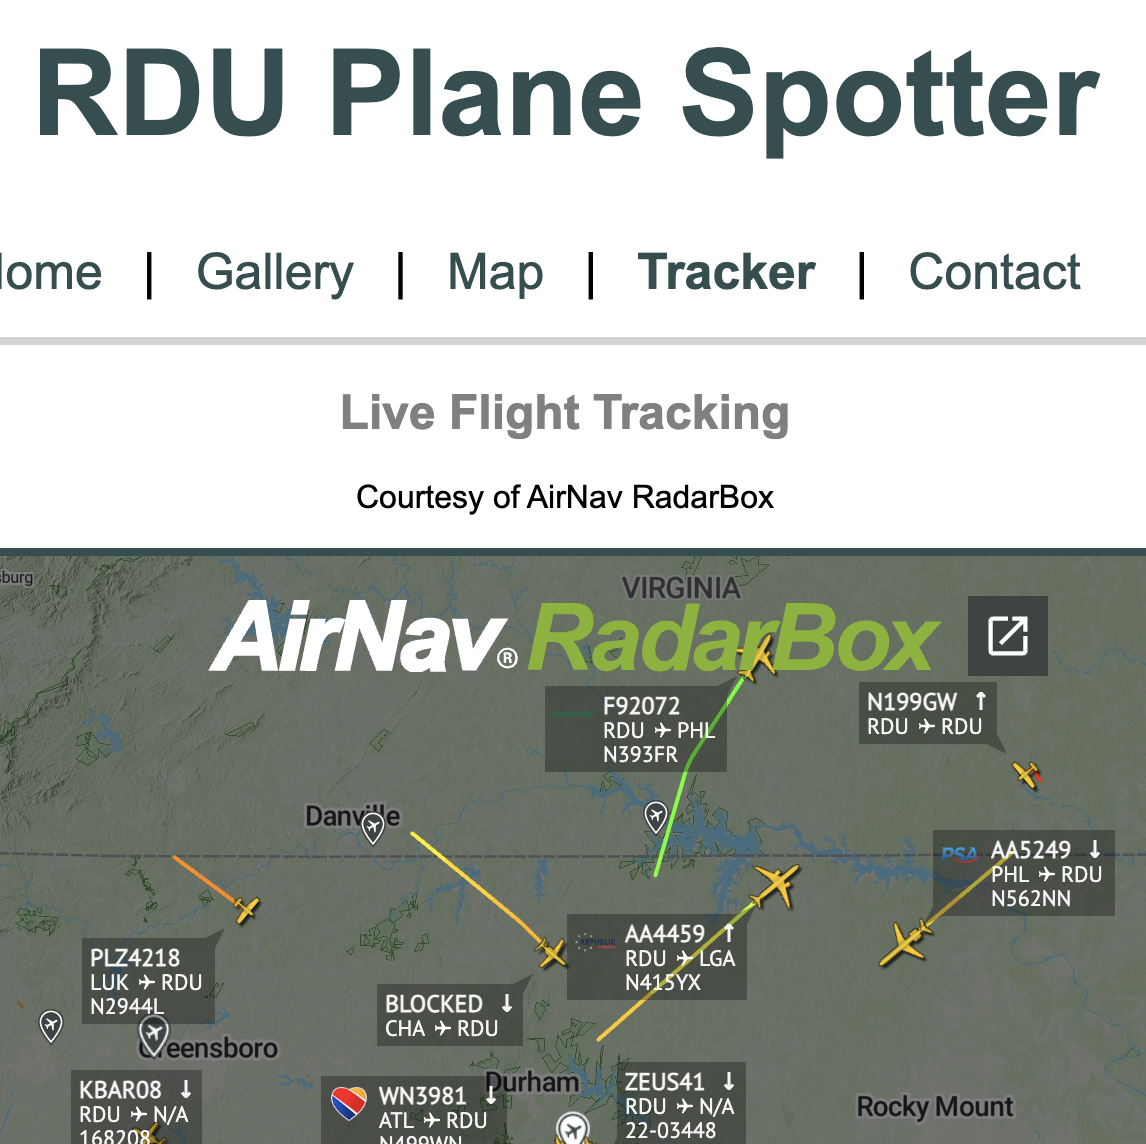 RDU Plane Spotter
ome | Gallery | Map | Tracker | Contact
Live Flight Tracking
Courtesy of AirNav RadarBox
sburg
VIRGINIA
AirNav® RadarBox
F92072
RDU ✈ PHL
N393FR
N199GW ↑
RDU ✈ RDU
Danville
PSA
AA5249 ↓
PHL ✈ RDU
N562NN
REPUBLIC
AA4459 ↑
RDU ✈ LGA
N415YX
PLZ4218
LUK ✈ RDU
N2944L
BLOCKED ↓
CHA ✈ RDU
Greensboro
KBAR08 ↓
RDU ✈ N/A
168208
WN3981 ↓
ATL ✈ RDU
N499WN
Durham
ZEUS41 ↓
RDU ✈ N/A
22-03448
Rocky Mount